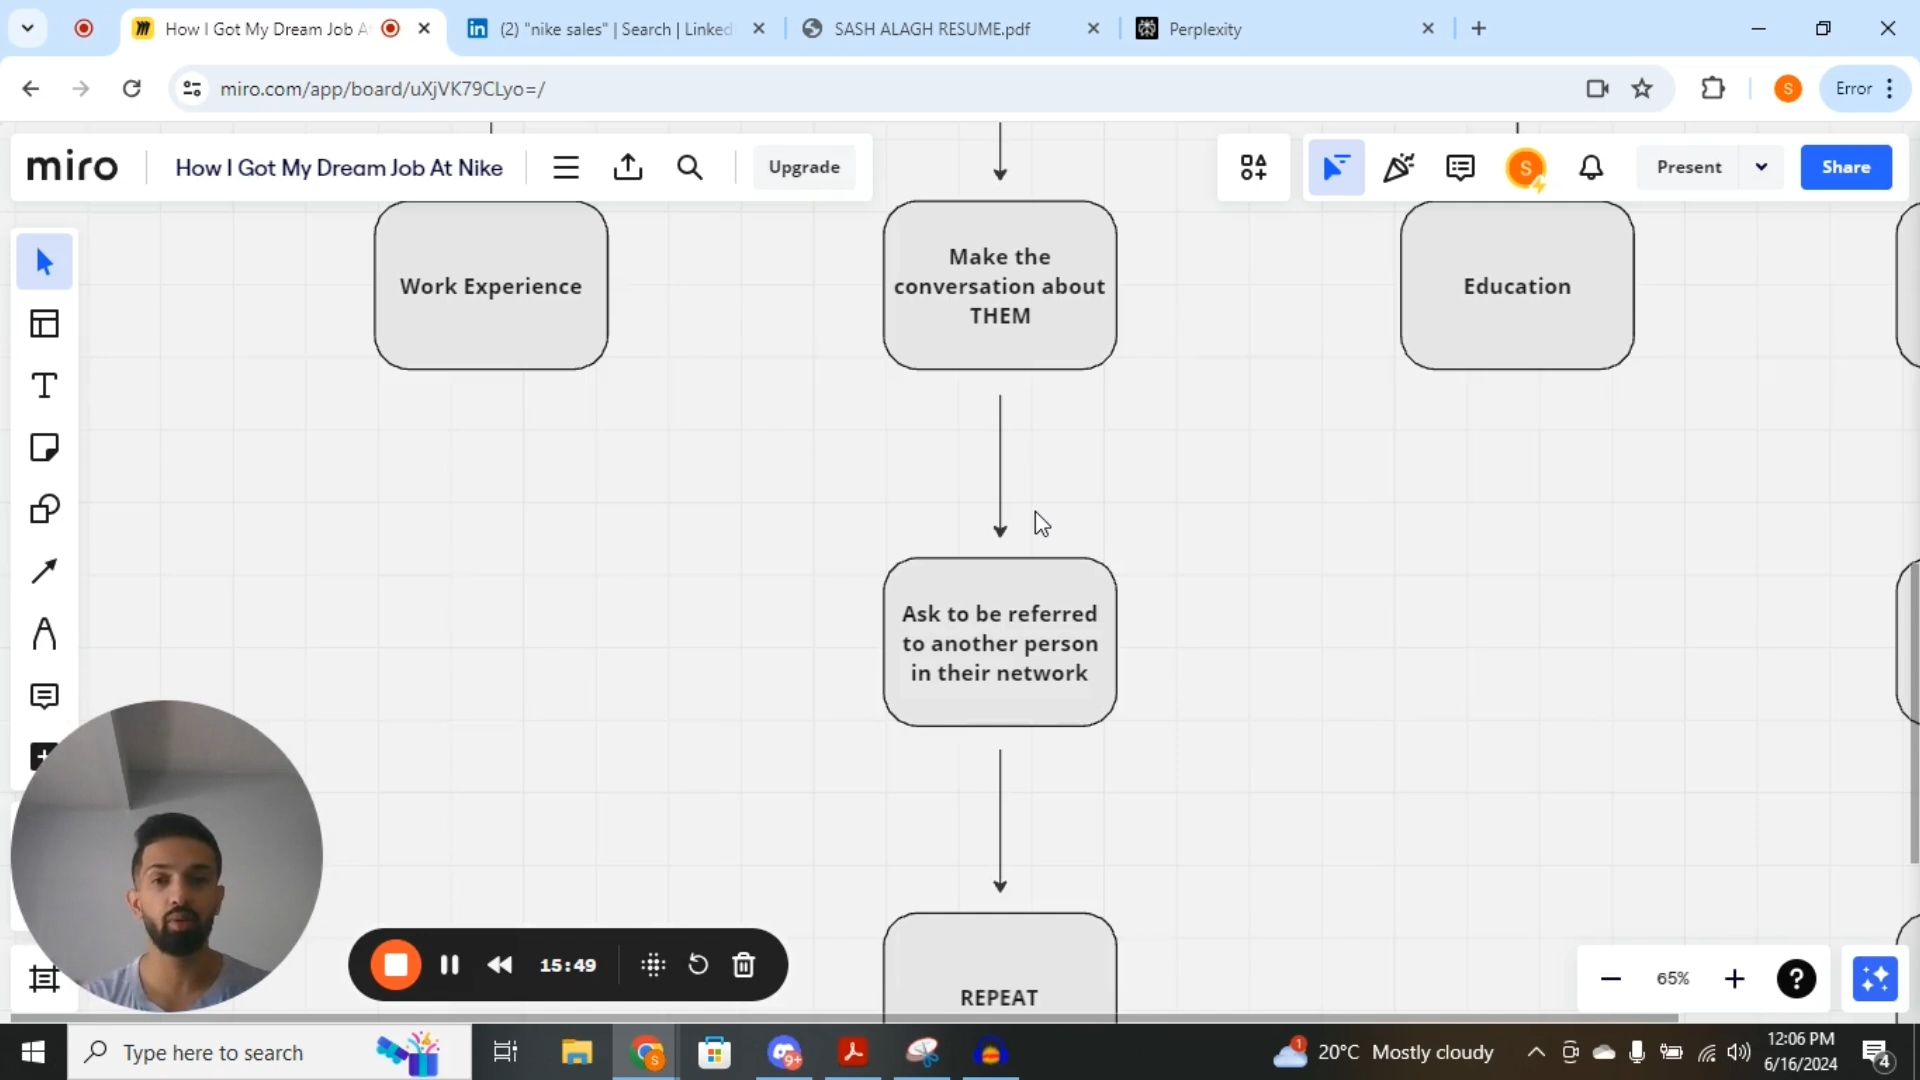 How I Got My Dream Job A
(2) "nike sales" | Search | Linked
SASH ALAGH RESUME.pdf
Perplexity
miro.com/app/board/uXjVK79CLyo=/
S
Error
miro
How I Got My Dream Job At Nike
Upgrade
S
Present
Share
Work Experience
Make the
conversation about
THEM
Education
Ask to be referred
to another person
in their network
REPEAT
15:49
65%
?
Type here to search
S
9+
1
20°C Mostly cloudy
12:06 PM
6/16/2024
4